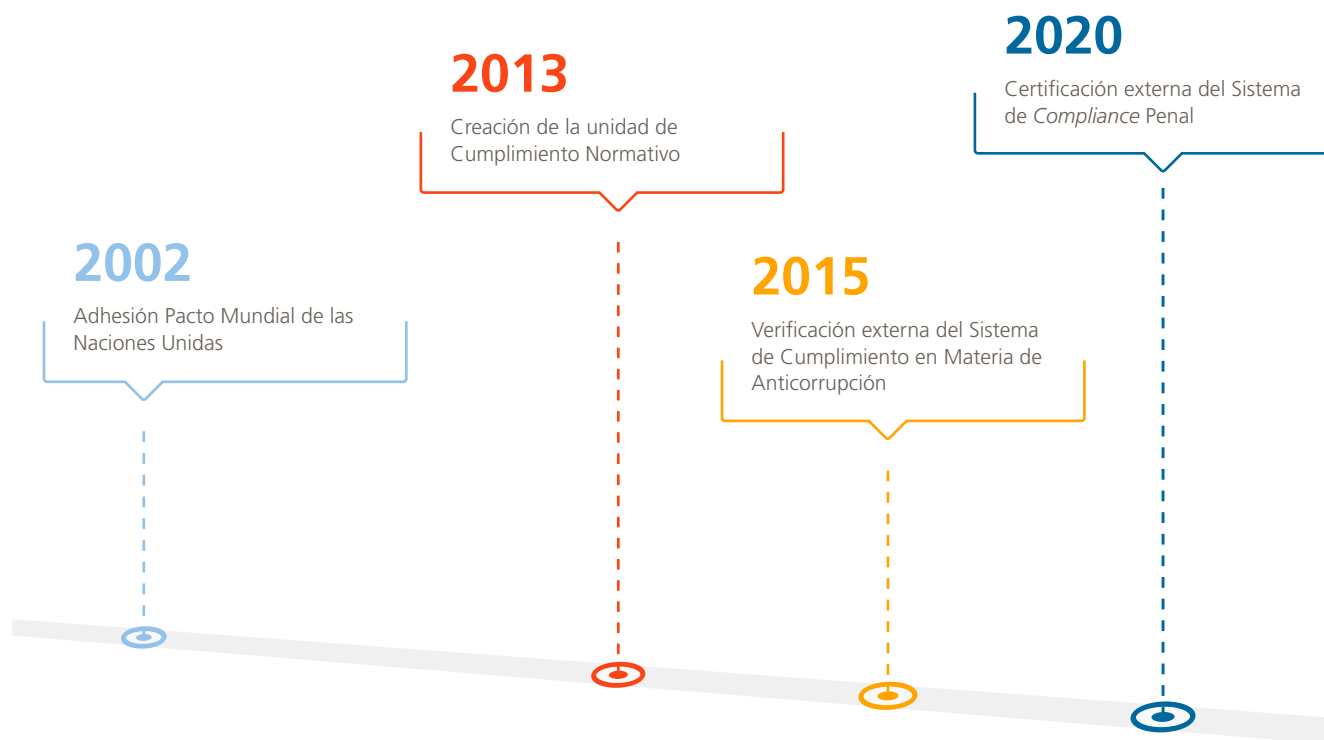 2002
Adhesión Pacto Mundial de las
Naciones Unidas
2013
Creación de la unidad de
Cumplimiento Normativo
2015
Verificación externa del Sistema
de Cumplimiento en Materia de
Anticorrupción
2020
Certificación externa del Sistema
de Compliance Penal